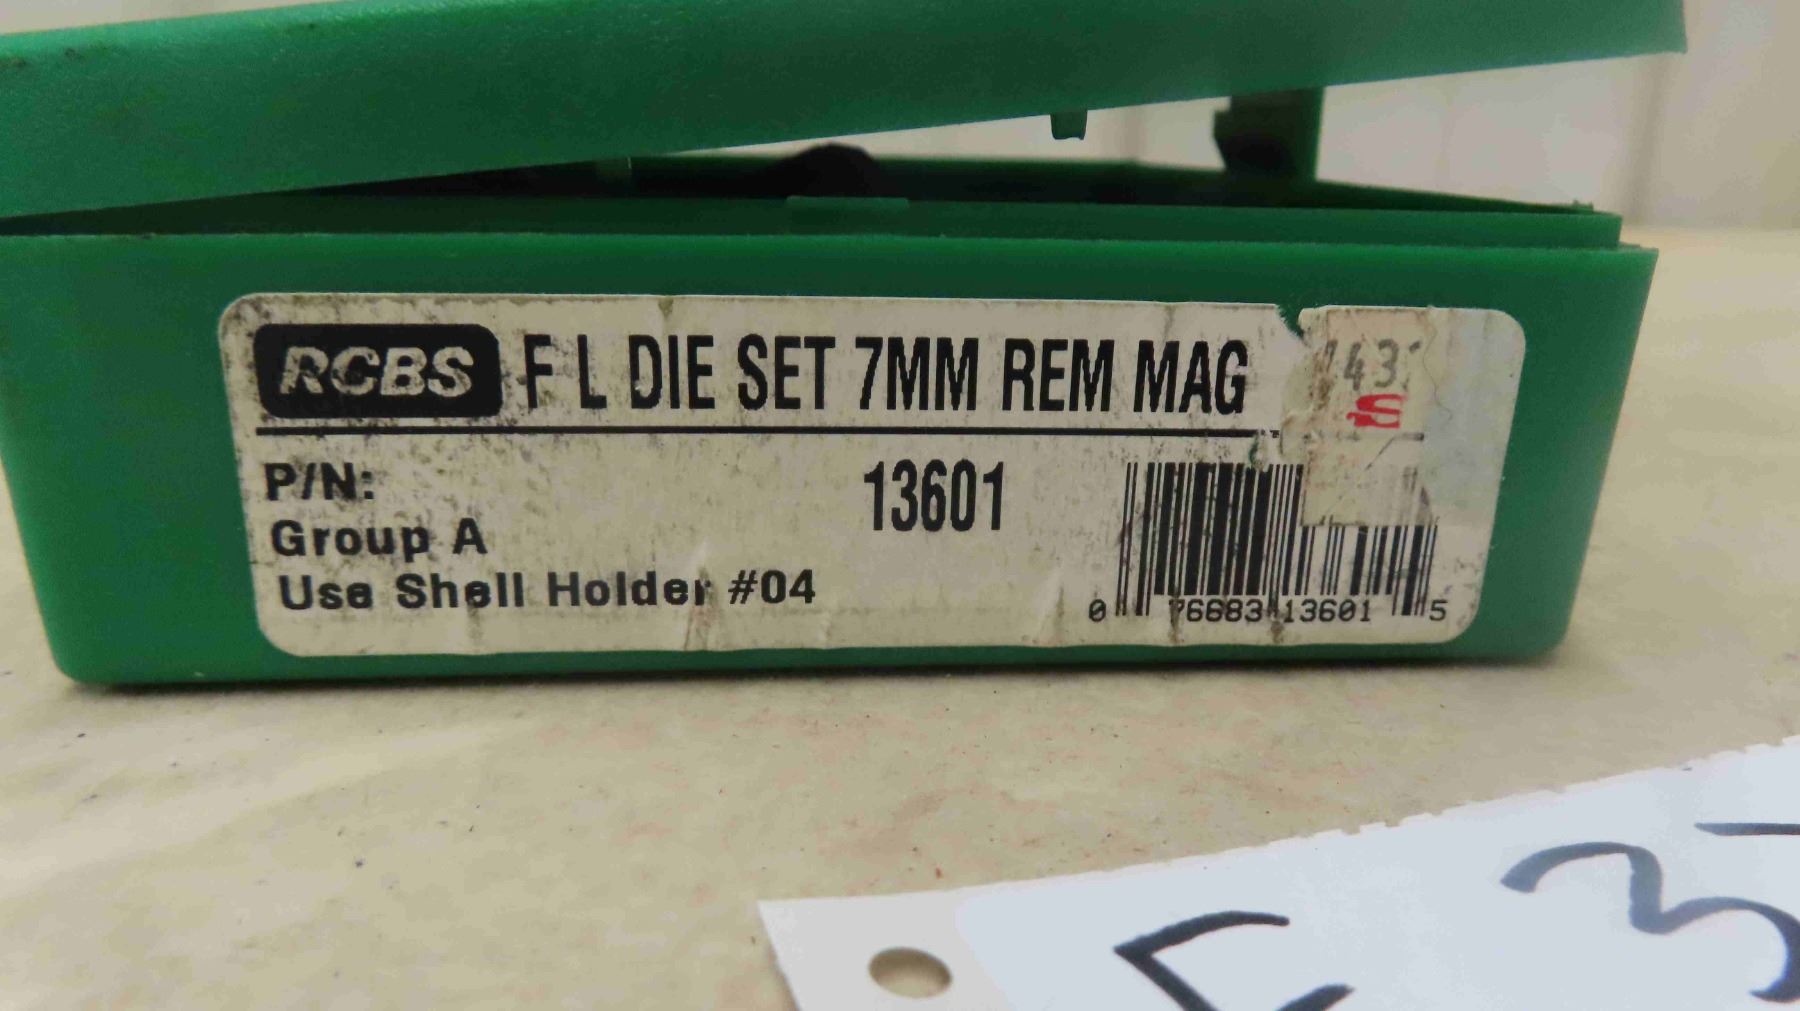 RCBS F L DIE SET 7MM REM MAG
P/N: 13601
Group A
Use Shell Holder #04
0 76683 13601 5